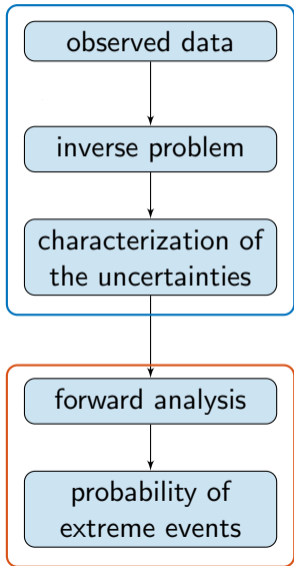 observed data
inverse problem
characterization of
the uncertainties
forward analysis
probability of
extreme events